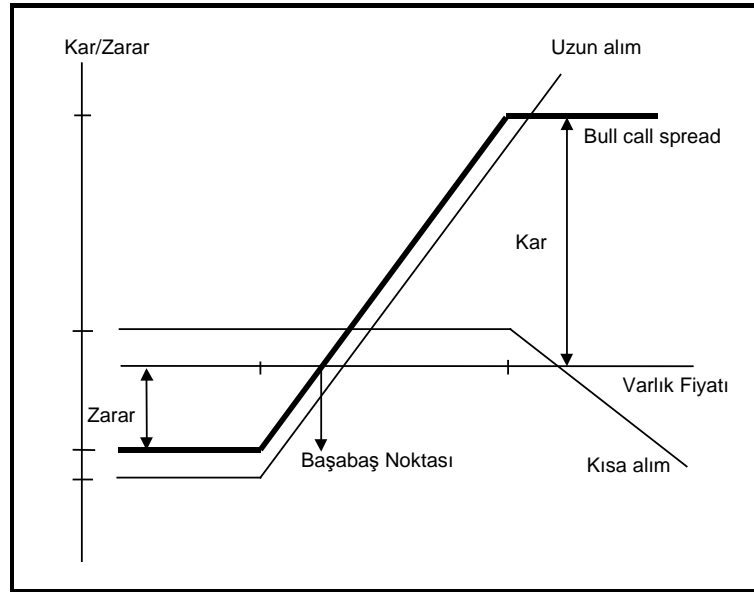 Kar/Zarar
Uzun alım
Bull call spread
Kar
Varlık Fiyatı
Zarar
Başabaş Noktası
Kısa alım